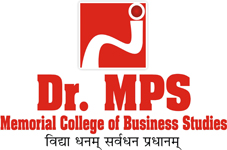 Dr. MPS
Memorial College of Business Studies
विद्या धनम् सर्वधन प्रधानम्